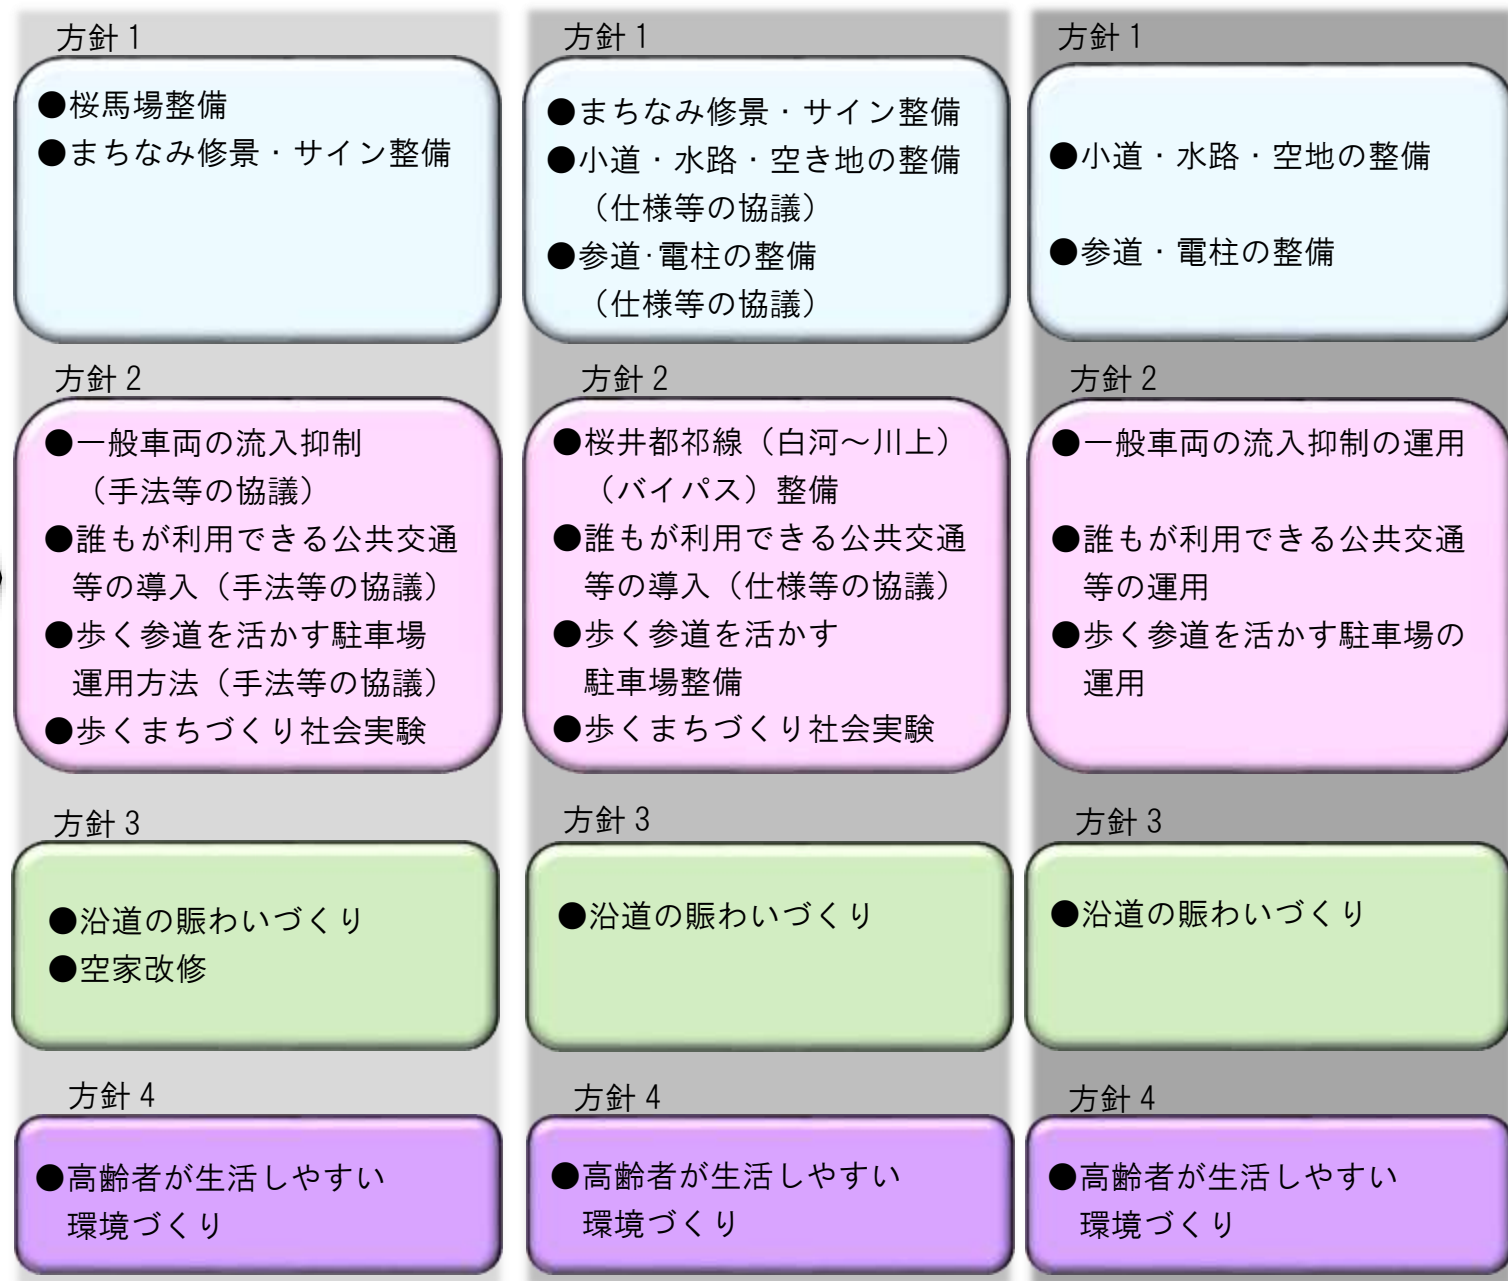 方針1
●桜馬場整備
●まちなみ修景・サイン整備
方針2
●一般車両の流入抑制
（手法等の協議）
●誰もが利用できる公共交通
等の導入（手法等の協議）
●歩く参道を活かす駐車場
運用方法（手法等の協議）
●歩くまちづくり社会実験
方針3
●沿道の賑わいづくり
●空家改修
方針4
●高齢者が生活しやすい
環境づくり
方針1
●まちなみ修景・サイン整備
●小道・水路・空き地の整備
（仕様等の協議）
●参道・電柱の整備
（仕様等の協議）
方針2
●桜井都祁線（白河～川上）
（バイパス）整備
●誰もが利用できる公共交通
等の導入（仕様等の協議）
●歩く参道を活かす
駐車場整備
●歩くまちづくり社会実験
方針3
●沿道の賑わいづくり
方針4
●高齢者が生活しやすい
環境づくり
方針1
●小道・水路・空地の整備
●参道・電柱の整備
方針2
●一般車両の流入抑制の運用
●誰もが利用できる公共交通
等の運用
●歩く参道を活かす駐車場の
運用
方針3
●沿道の賑わいづくり
方針4
●高齢者が生活しやすい
環境づくり